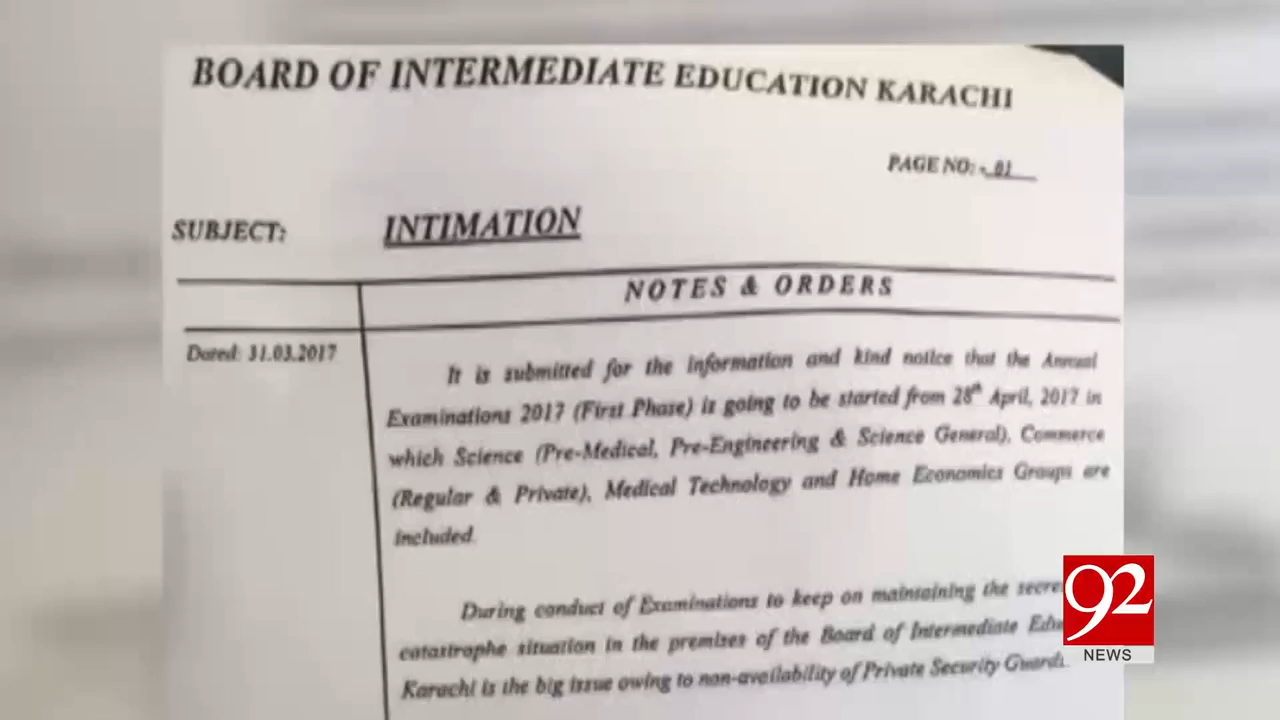 BOARD OF INTERMEDIATE EDUCATION KARACHI
PAGE NO: 01
SUBJECT: INTIMATION
NOTES & ORDERS
Dated: 31.03.2017
It is submitted for the information and kind notice that the Annual
Examinations 2017 (First Phase) is going to be started from 28th April, 2017 in
which Science (Pre-Medical, Pre-Engineering & Science General), Commerce
(Regular & Private), Medical Technology and Home Economics Groups are
included.
During conduct of Examinations to keep on maintaining the
catastrophe situation in the premises of the Board of Intermediate
Karachi is the big issue owing to non-availability of Private Security Guards.
92
NEWS